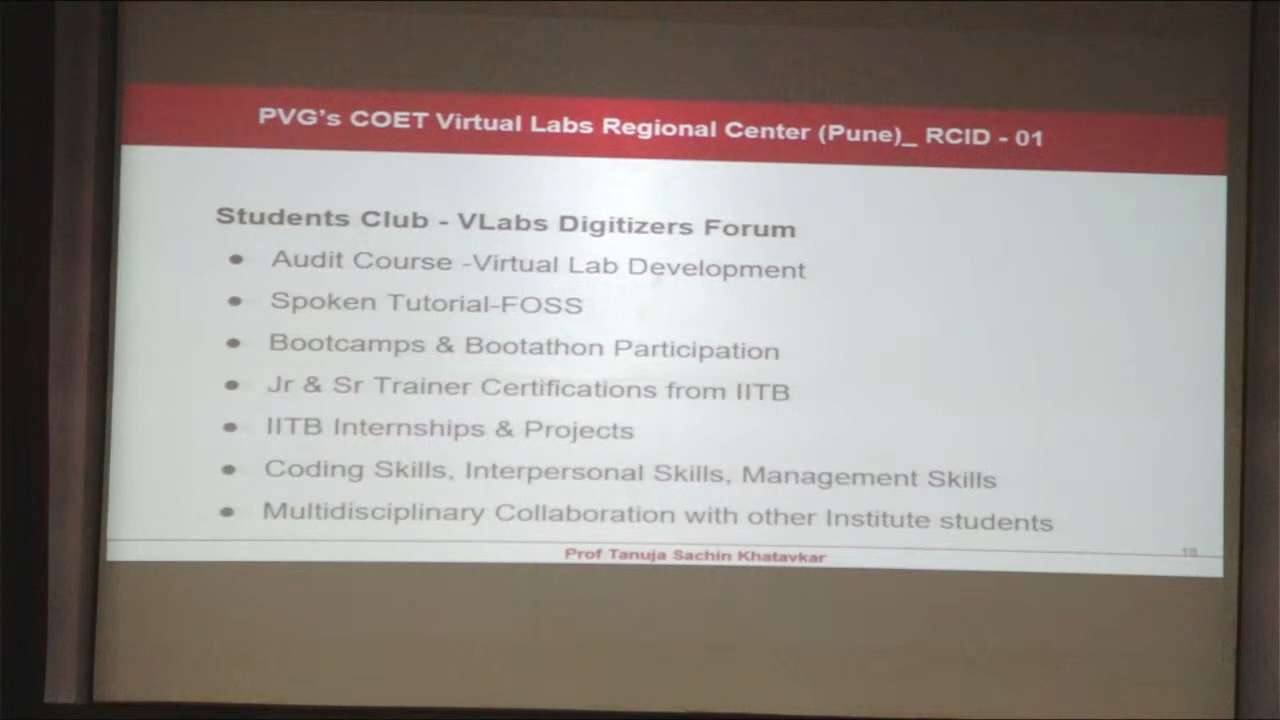 PVG's COET Virtual Labs Regional Center (Pune)_ RCID - 01
Students Club - VLabs Digitizers Forum
● Audit Course -Virtual Lab Development
● Spoken Tutorial-FOSS
● Bootcamps & Bootathon Participation
● Jr & Sr Trainer Certifications from IITB
● IITB Internships & Projects
● Coding Skills, Interpersonal Skills, Management Skills
● Multidisciplinary Collaboration with other Institute students
Prof Tanuja Sachin Khatavkar